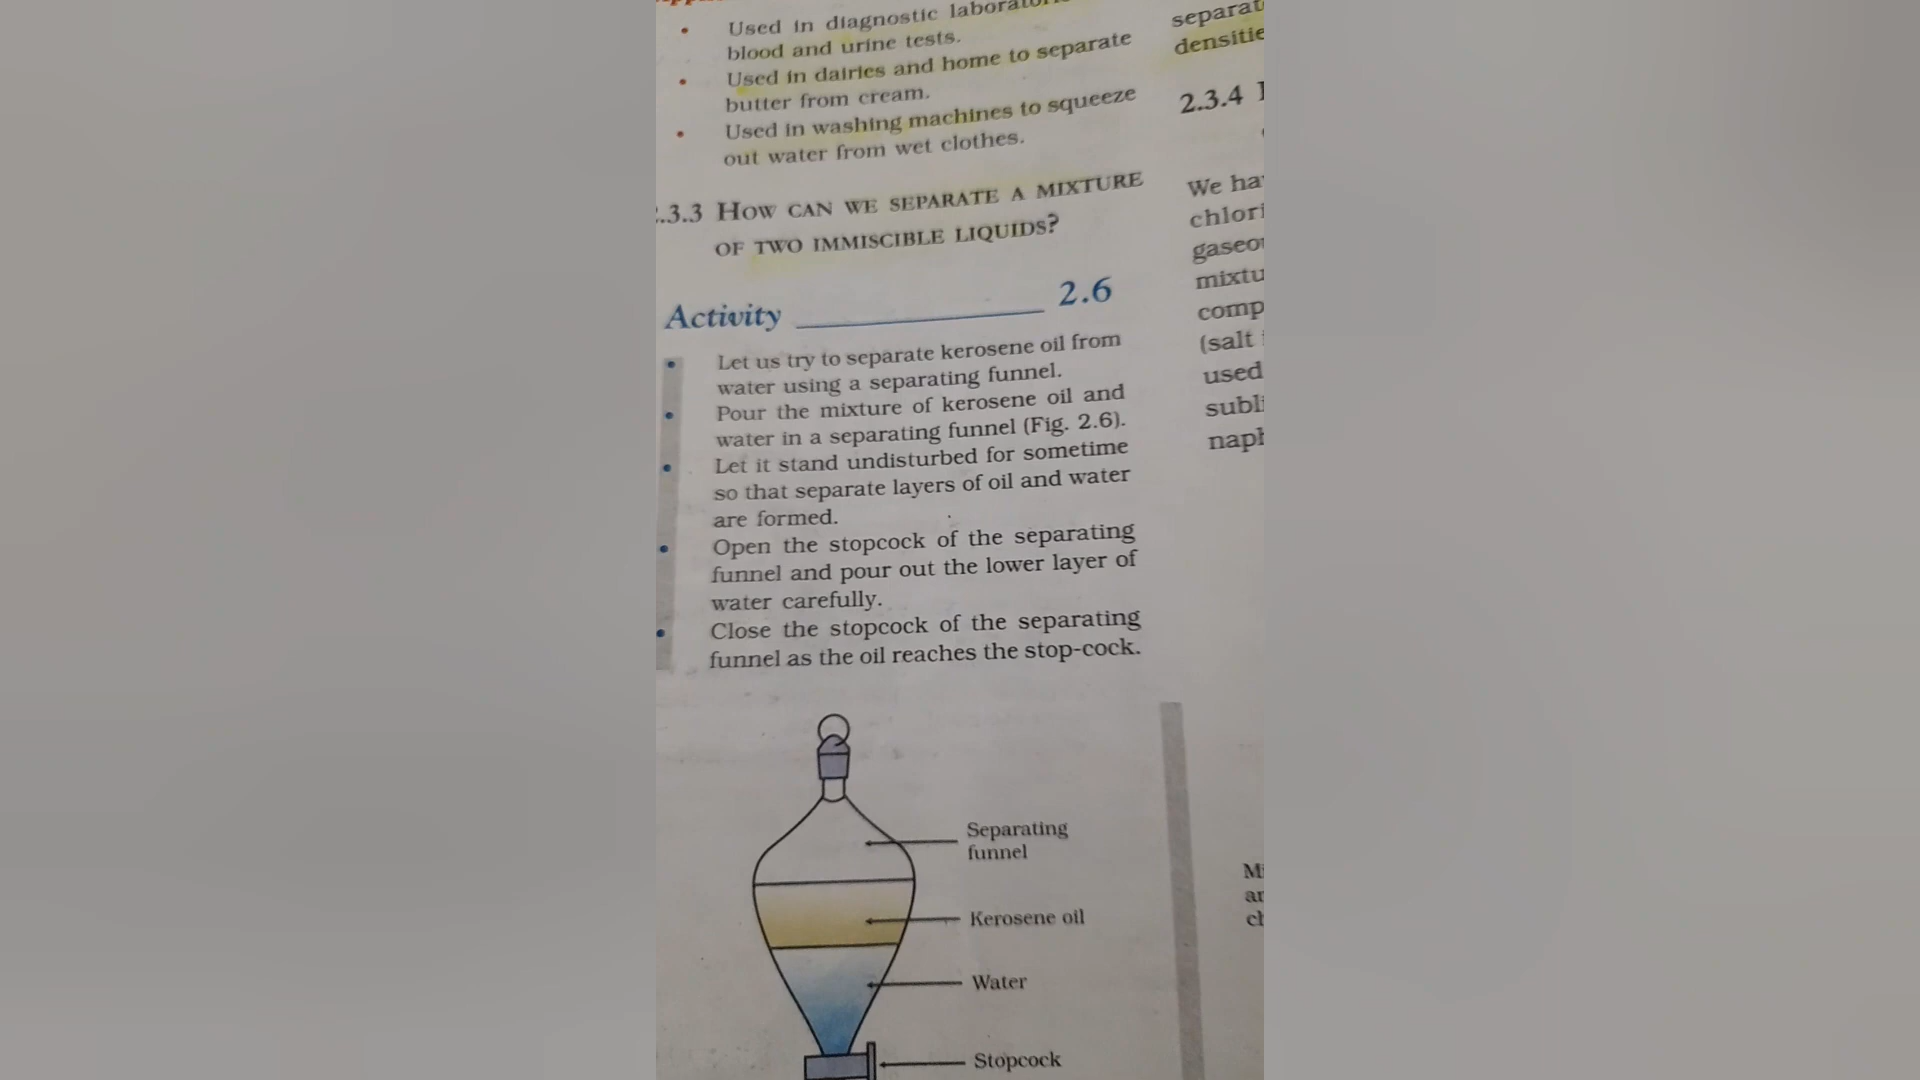 Used in diagnostic
blood and urine tests.
Used in dairies and home to separate
butter from cream.
Used in washing machines to squeeze
out water from wet clothes.
.3.3 HOW CAN WE SEPARATE A MIXTURE
OF TWO IMMISCIBLE LIQUIDS?
Activity 2.6
Let us try to separate kerosene oil from
water using a separating funnel.
Pour the mixture of kerosene oil and
water in a separating funnel (Fig. 2.6).
Let it stand undisturbed for sometime
so that separate layers of oil and water
are formed.
Open the stopcock of the separating
funnel and pour out the lower layer of
water carefully.
Close the stopcock of the separating
funnel as the oil reaches the stop-cock.
Separating
funnel
Kerosene oil
Water
Stopcock
separat
densitie
2.3.4
We ha
chlori
gaseo
mixtu
comp
(salt
used
subli
napl
M
ar
cl